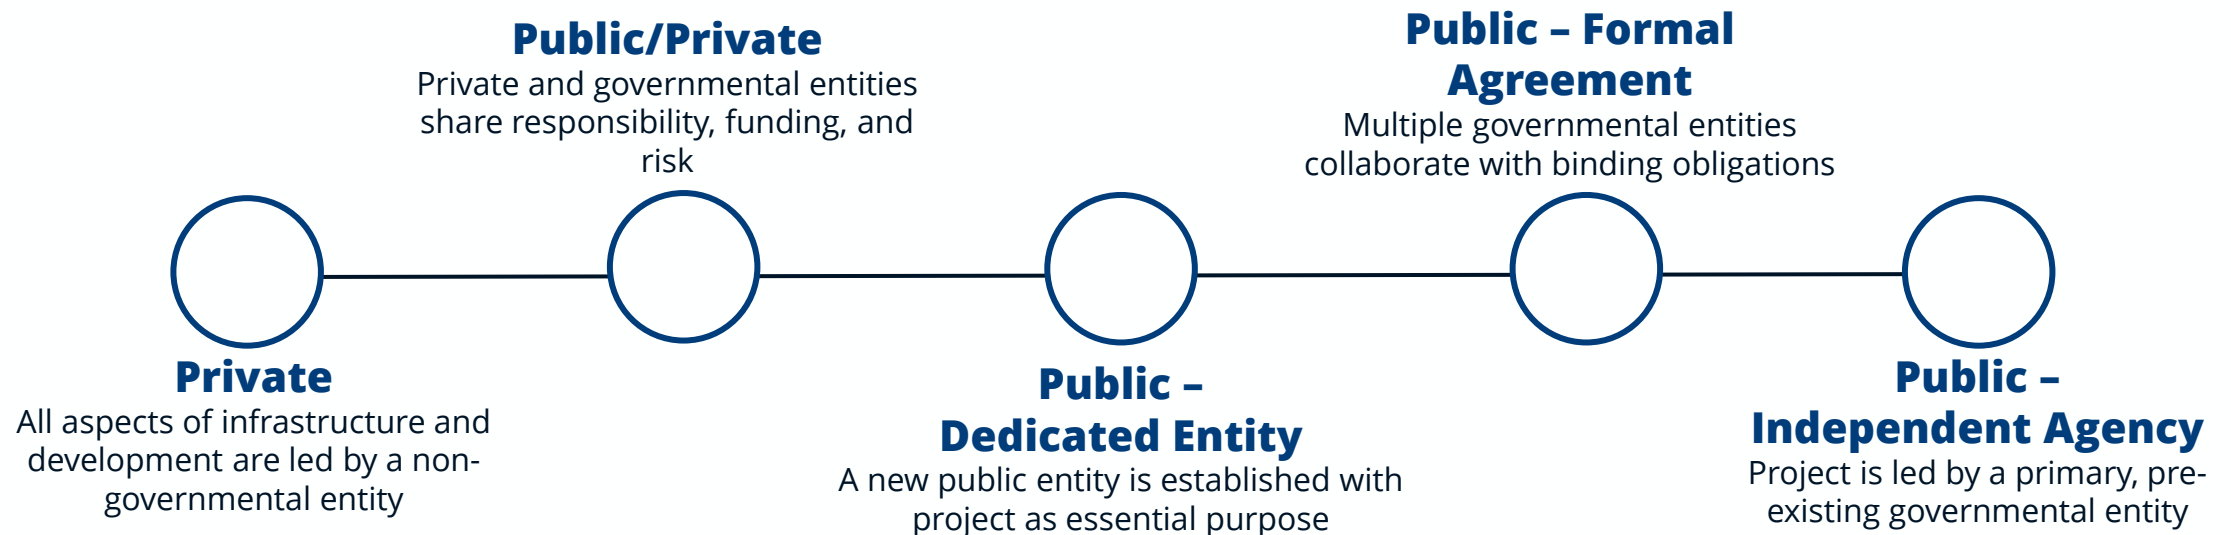 Private
All aspects of infrastructure and
development are led by a non-
governmental entity
Public/Private
Private and governmental entities
share responsibility, funding, and
risk
Public –
Dedicated Entity
A new public entity is established with
project as essential purpose
Public – Formal
Agreement
Multiple governmental entities
collaborate with binding obligations
Public –
Independent Agency
Project is led by a primary, pre-
existing governmental entity